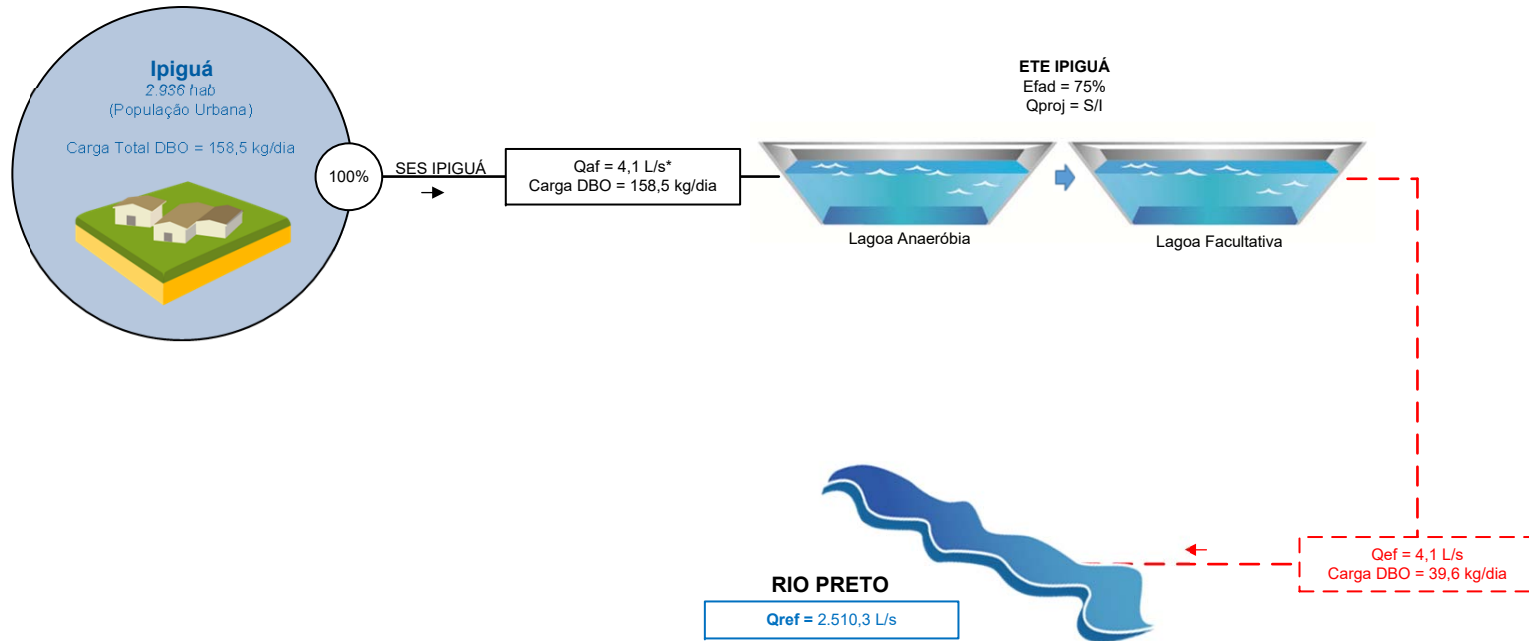 Ipiguá
2.936 hab
(População Urbana)
Carga Total DBO = 158,5 kg/dia
100%
SES IPIGUÁ
Qaf = 4,1 L/s*
Carga DBO = 158,5 kg/dia
ETE IPIGUÁ
Efad = 75%
Qproj = S/I
Lagoa Anaeróbia
Lagoa Facultativa
Qef = 4,1 L/s
Carga DBO = 39,6 kg/dia
RIO PRETO
Qref = 2.510,3 L/s